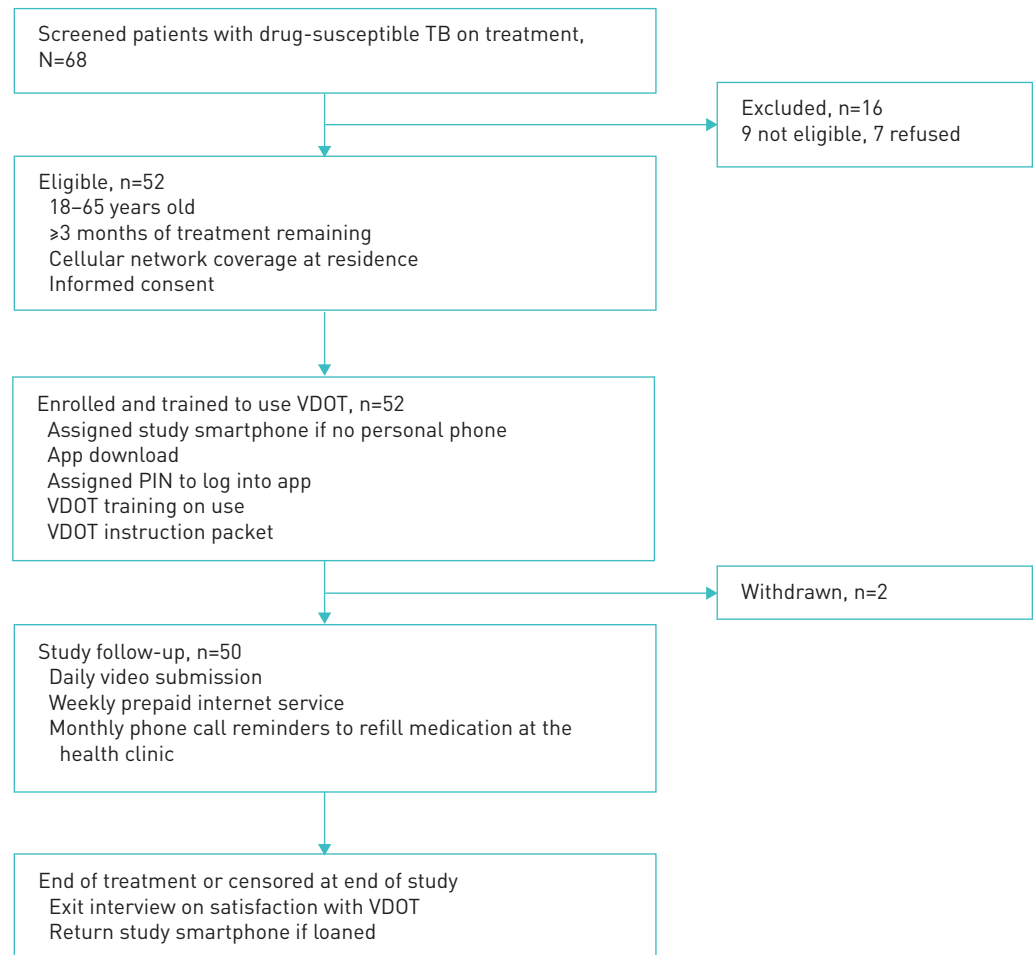 Screened patients with drug-susceptible TB on treatment,
N=68
Excluded, n=16
9 not eligible, 7 refused
Eligible, n=52
18–65 years old
≥3 months of treatment remaining
Cellular network coverage at residence
Informed consent
Enrolled and trained to use VDOT, n=52
Assigned study smartphone if no personal phone
App download
Assigned PIN to log into app
VDOT training on use
VDOT instruction packet
Withdrawn, n=2
Study follow-up, n=50
Daily video submission
Weekly prepaid internet service
Monthly phone call reminders to refill medication at the
health clinic
End of treatment or censored at end of study
Exit interview on satisfaction with VDOT
Return study smartphone if loaned